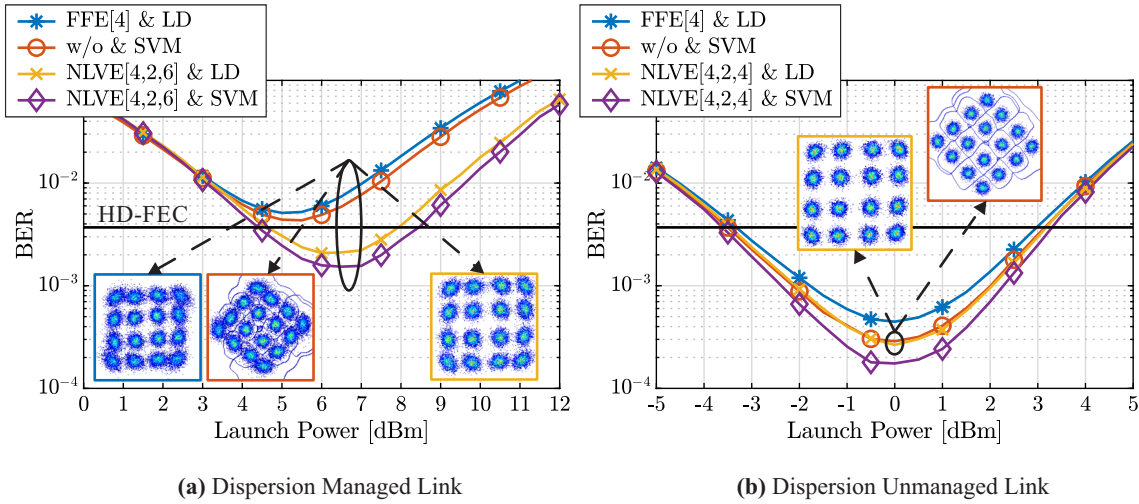 FFE[4] & LD
w/o & SVM
NLVE[4,2,6] & LD
NLVE[4,2,6] & SVM
HD-FEC
BER
10^-2
10^-3
10^-4
0 1 2 3 4 5 6 7 8 9 10 11 12
Launch Power [dBm]
(a) Dispersion Managed Link
FFE[4] & LD
w/o & SVM
NLVE[4,2,4] & LD
NLVE[4,2,4] & SVM
BER
10^-2
10^-3
10^-4
-5 -4 -3 -2 -1 0 1 2 3 4 5
Launch Power [dBm]
(b) Dispersion Unmanaged Link